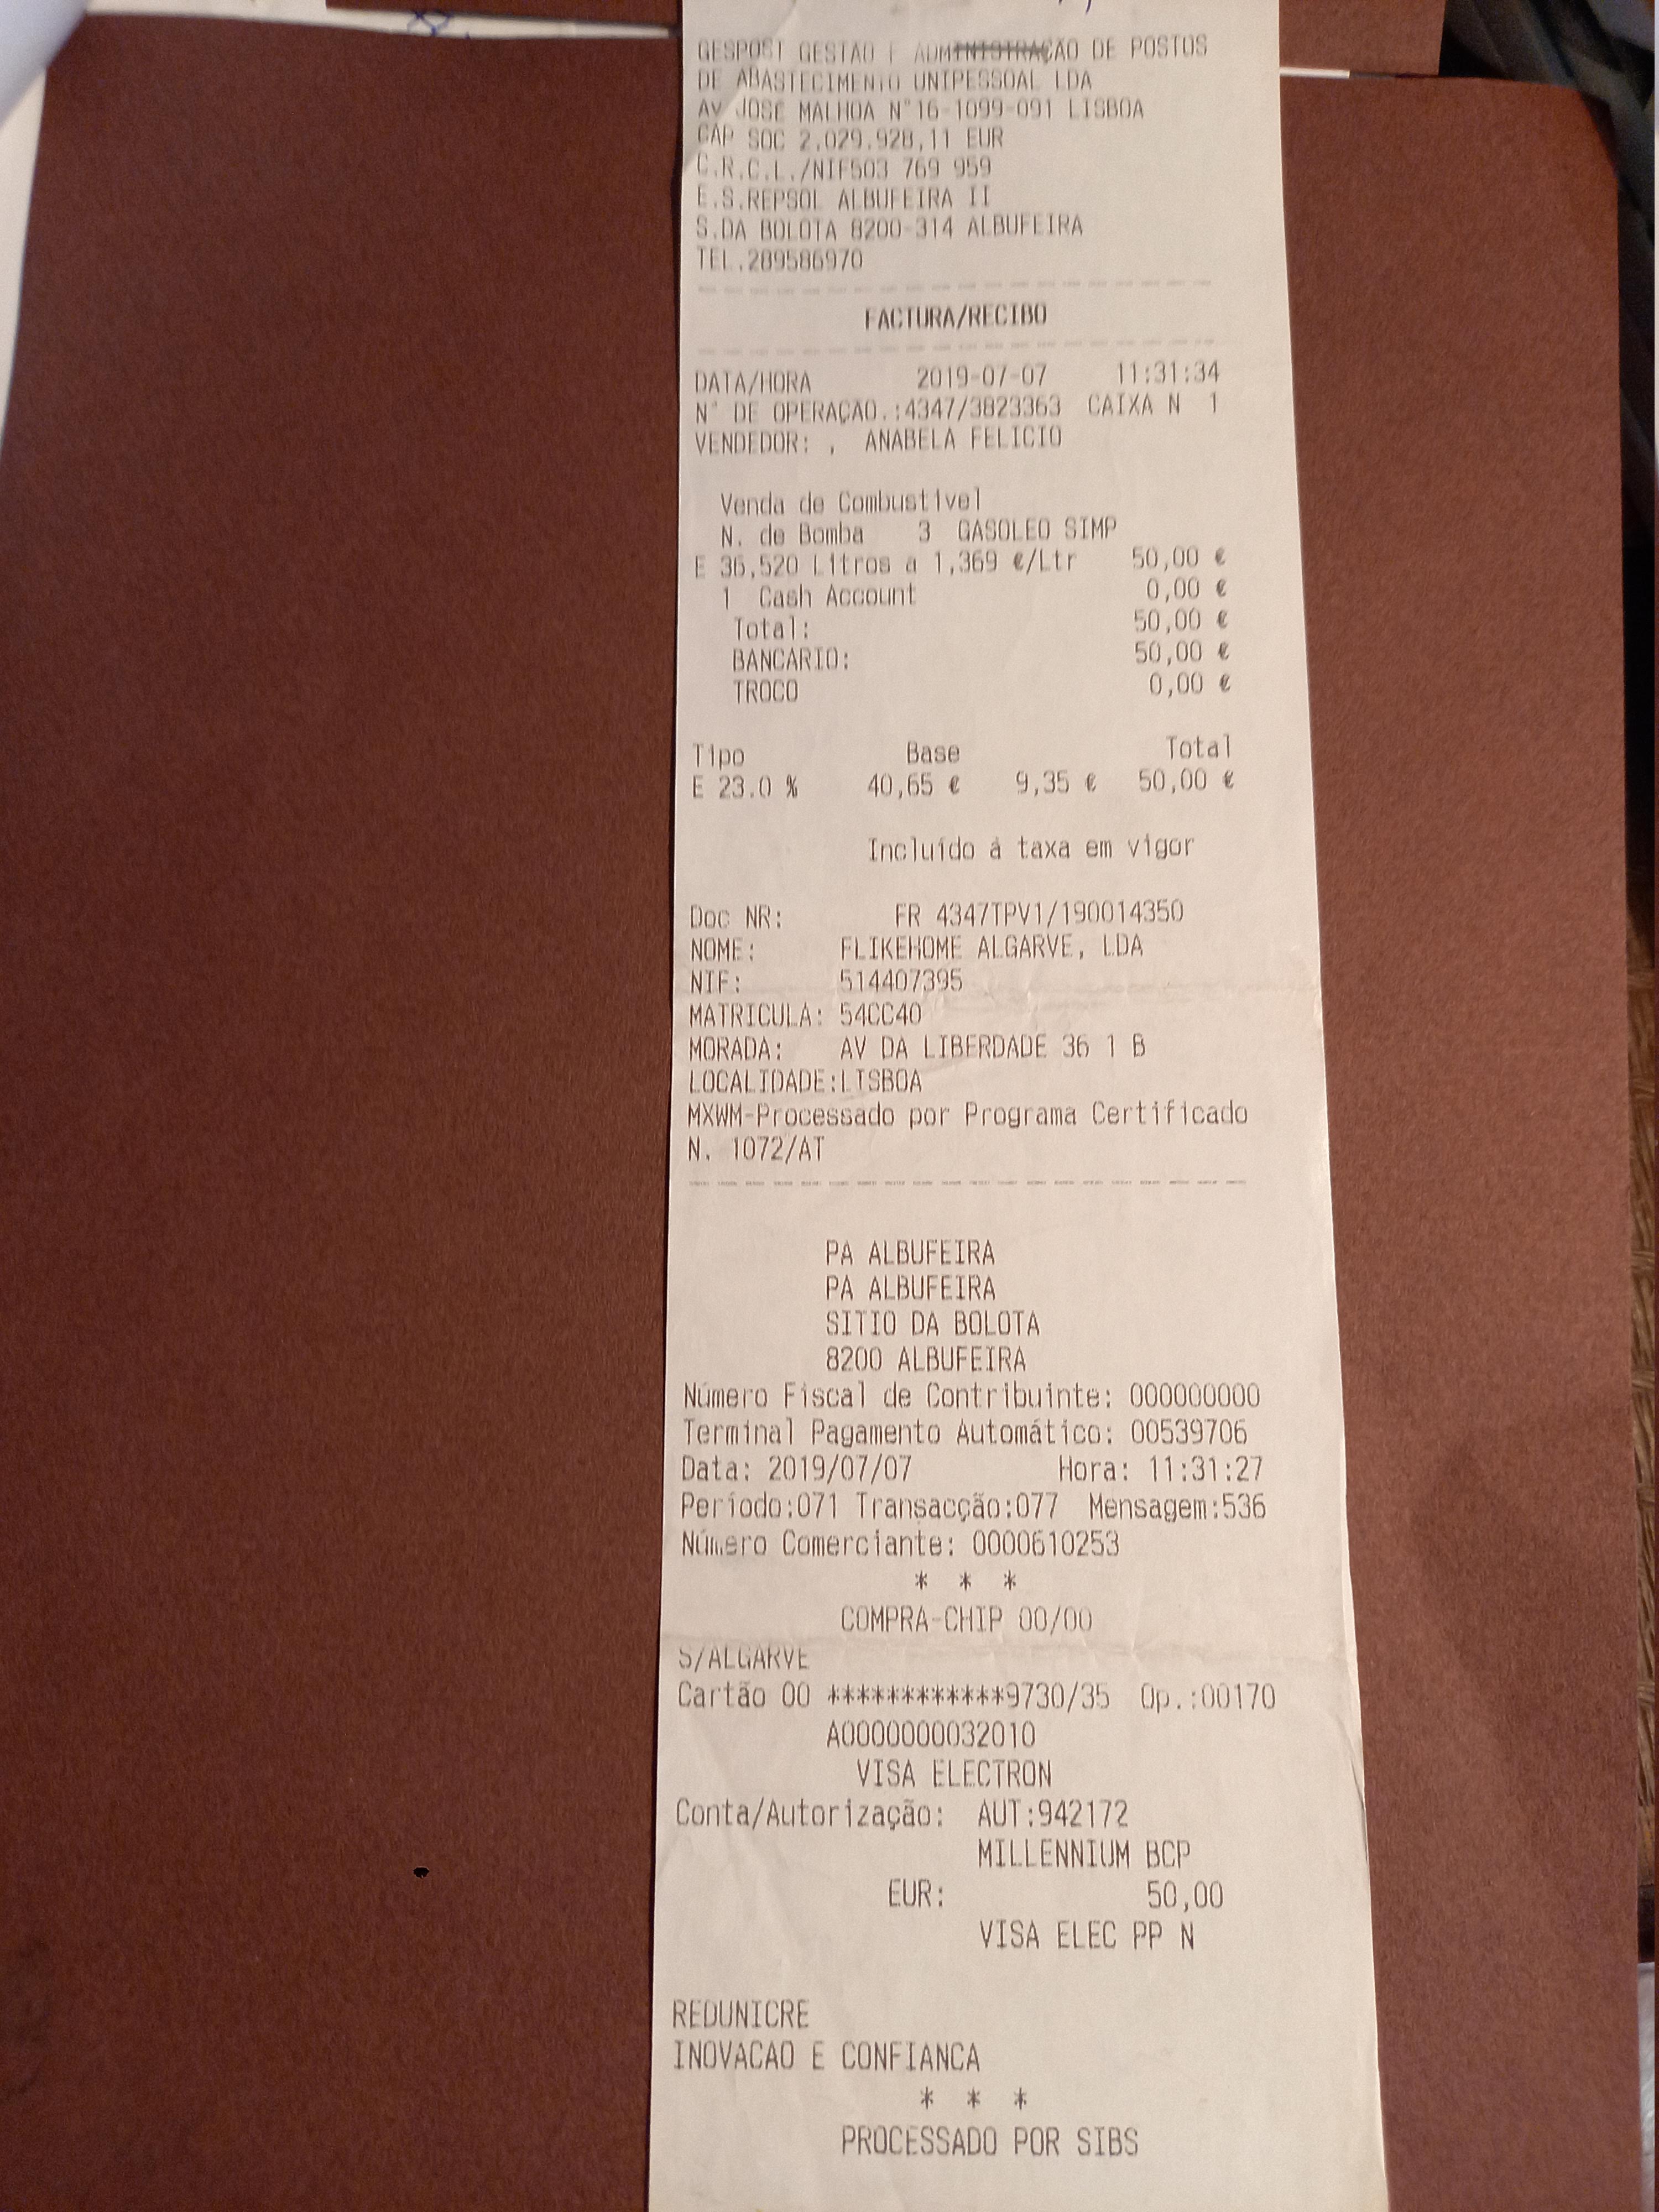 GESPOST GESTAO E ADMINISTRAÇÃO DE POSTOS
DE ABASTECIMENTO UNIPESSOAL LDA
AV JOSE MALHOA Nº16-1099-091 LISBOA
CAP SOC 2.029.928,11 EUR
C.R.C.L./NIF503 769 959
E.S.REPSOL ALBUFEIRA II
S.DA BOLOTA 8200-314 ALBUFEIRA
TEL.289586970
FACTURA/RECIBO
DATA/HORA 2019-07-07 11:31:34
Nº DE OPERAÇÃO.:4347/3823363 CAIXA N 1
VENDEDOR: , ANABELA FELICIO
Venda de Combustivel
N. de Bomba 3 GASOLEO SIMP
E 36,520 Litros a 1,369 €/Ltr 50,00 €
1 Cash Account 0,00 €
Total: 50,00 €
BANCARIO: 50,00 €
TROCO 0,00 €
Tipo Base Total
E 23.0 % 40,65 € 9,35 € 50,00 €
Incluído á taxa em vigor
Doc NR: FR 4347TPV1/190014350
NOME: FLIKEHOME ALGARVE, LDA
NIF: 514407395
MATRICULA: 54CC40
MORADA: AV DA LIBERDADE 36 1 B
LOCALIDADE:LISBOA
MXWM-Processado por Programa Certificado
N. 1072/AT
PA ALBUFEIRA
PA ALBUFEIRA
SITIO DA BOLOTA
8200 ALBUFEIRA
Número Fiscal de Contribuinte: 000000000
Terminal Pagamento Automático: 00539706
Data: 2019/07/07 Hora: 11:31:27
Período:071 Transacção:077 Mensagem:536
Número Comerciante: 0000610253
* * *
COMPRA-CHIP 00/00
S/ALGARVE
Cartão 00 ************9730/35 Op.:00170
A0000000032010
VISA ELECTRON
Conta/Autorização: AUT:942172
MILLENNIUM BCP
EUR: 50,00
VISA ELEC PP N
REDUNICRE
INOVACAO E CONFIANCA
* * *
PROCESSADO POR SIBS